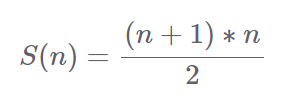 S(n) = (n + 1) * n / 2